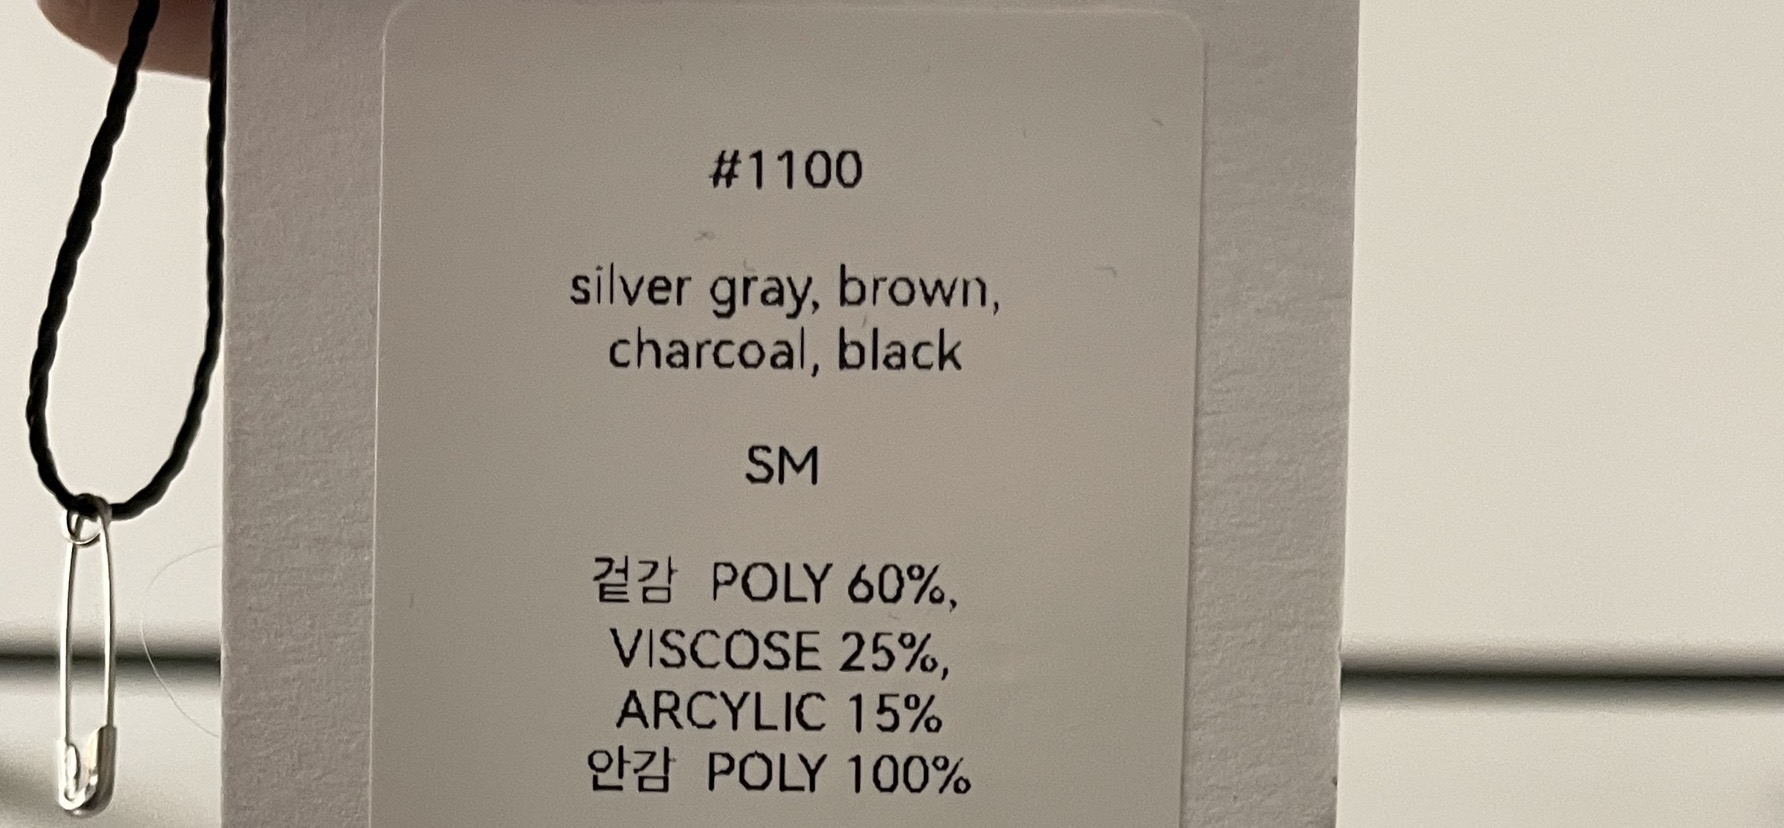 #1100
silver gray, brown,
charcoal, black
SM
겉감 POLY 60%,
VISCOSE 25%,
ARCYLIC 15%
안감 POLY 100%